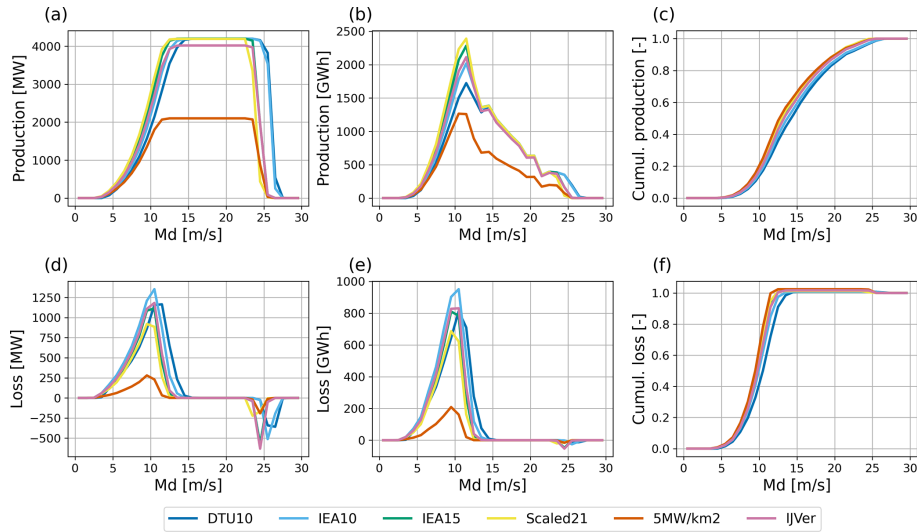 (a)
(b)
(c)
Production [MW]
4000
3000
2000
1000
0
0 5 10 15 20 25 30
Md [m/s]
Production [GWh]
2500
2000
1500
1000
500
0
0 5 10 15 20 25 30
Md [m/s]
Cumul. production [-]
1.0
0.8
0.6
0.4
0.2
0.0
0 5 10 15 20 25 30
Md [m/s]
(d)
(e)
(f)
Loss [MW]
1250
1000
750
500
250
0
−250
−500
0 5 10 15 20 25 30
Md [m/s]
Loss [GWh]
1000
800
600
400
200
0
0 5 10 15 20 25 30
Md [m/s]
Cumul. loss [-]
1.0
0.8
0.6
0.4
0.2
0.0
0 5 10 15 20 25 30
Md [m/s]
DTU10 IEA10 IEA15 Scaled21 5MW/km2 IJVer